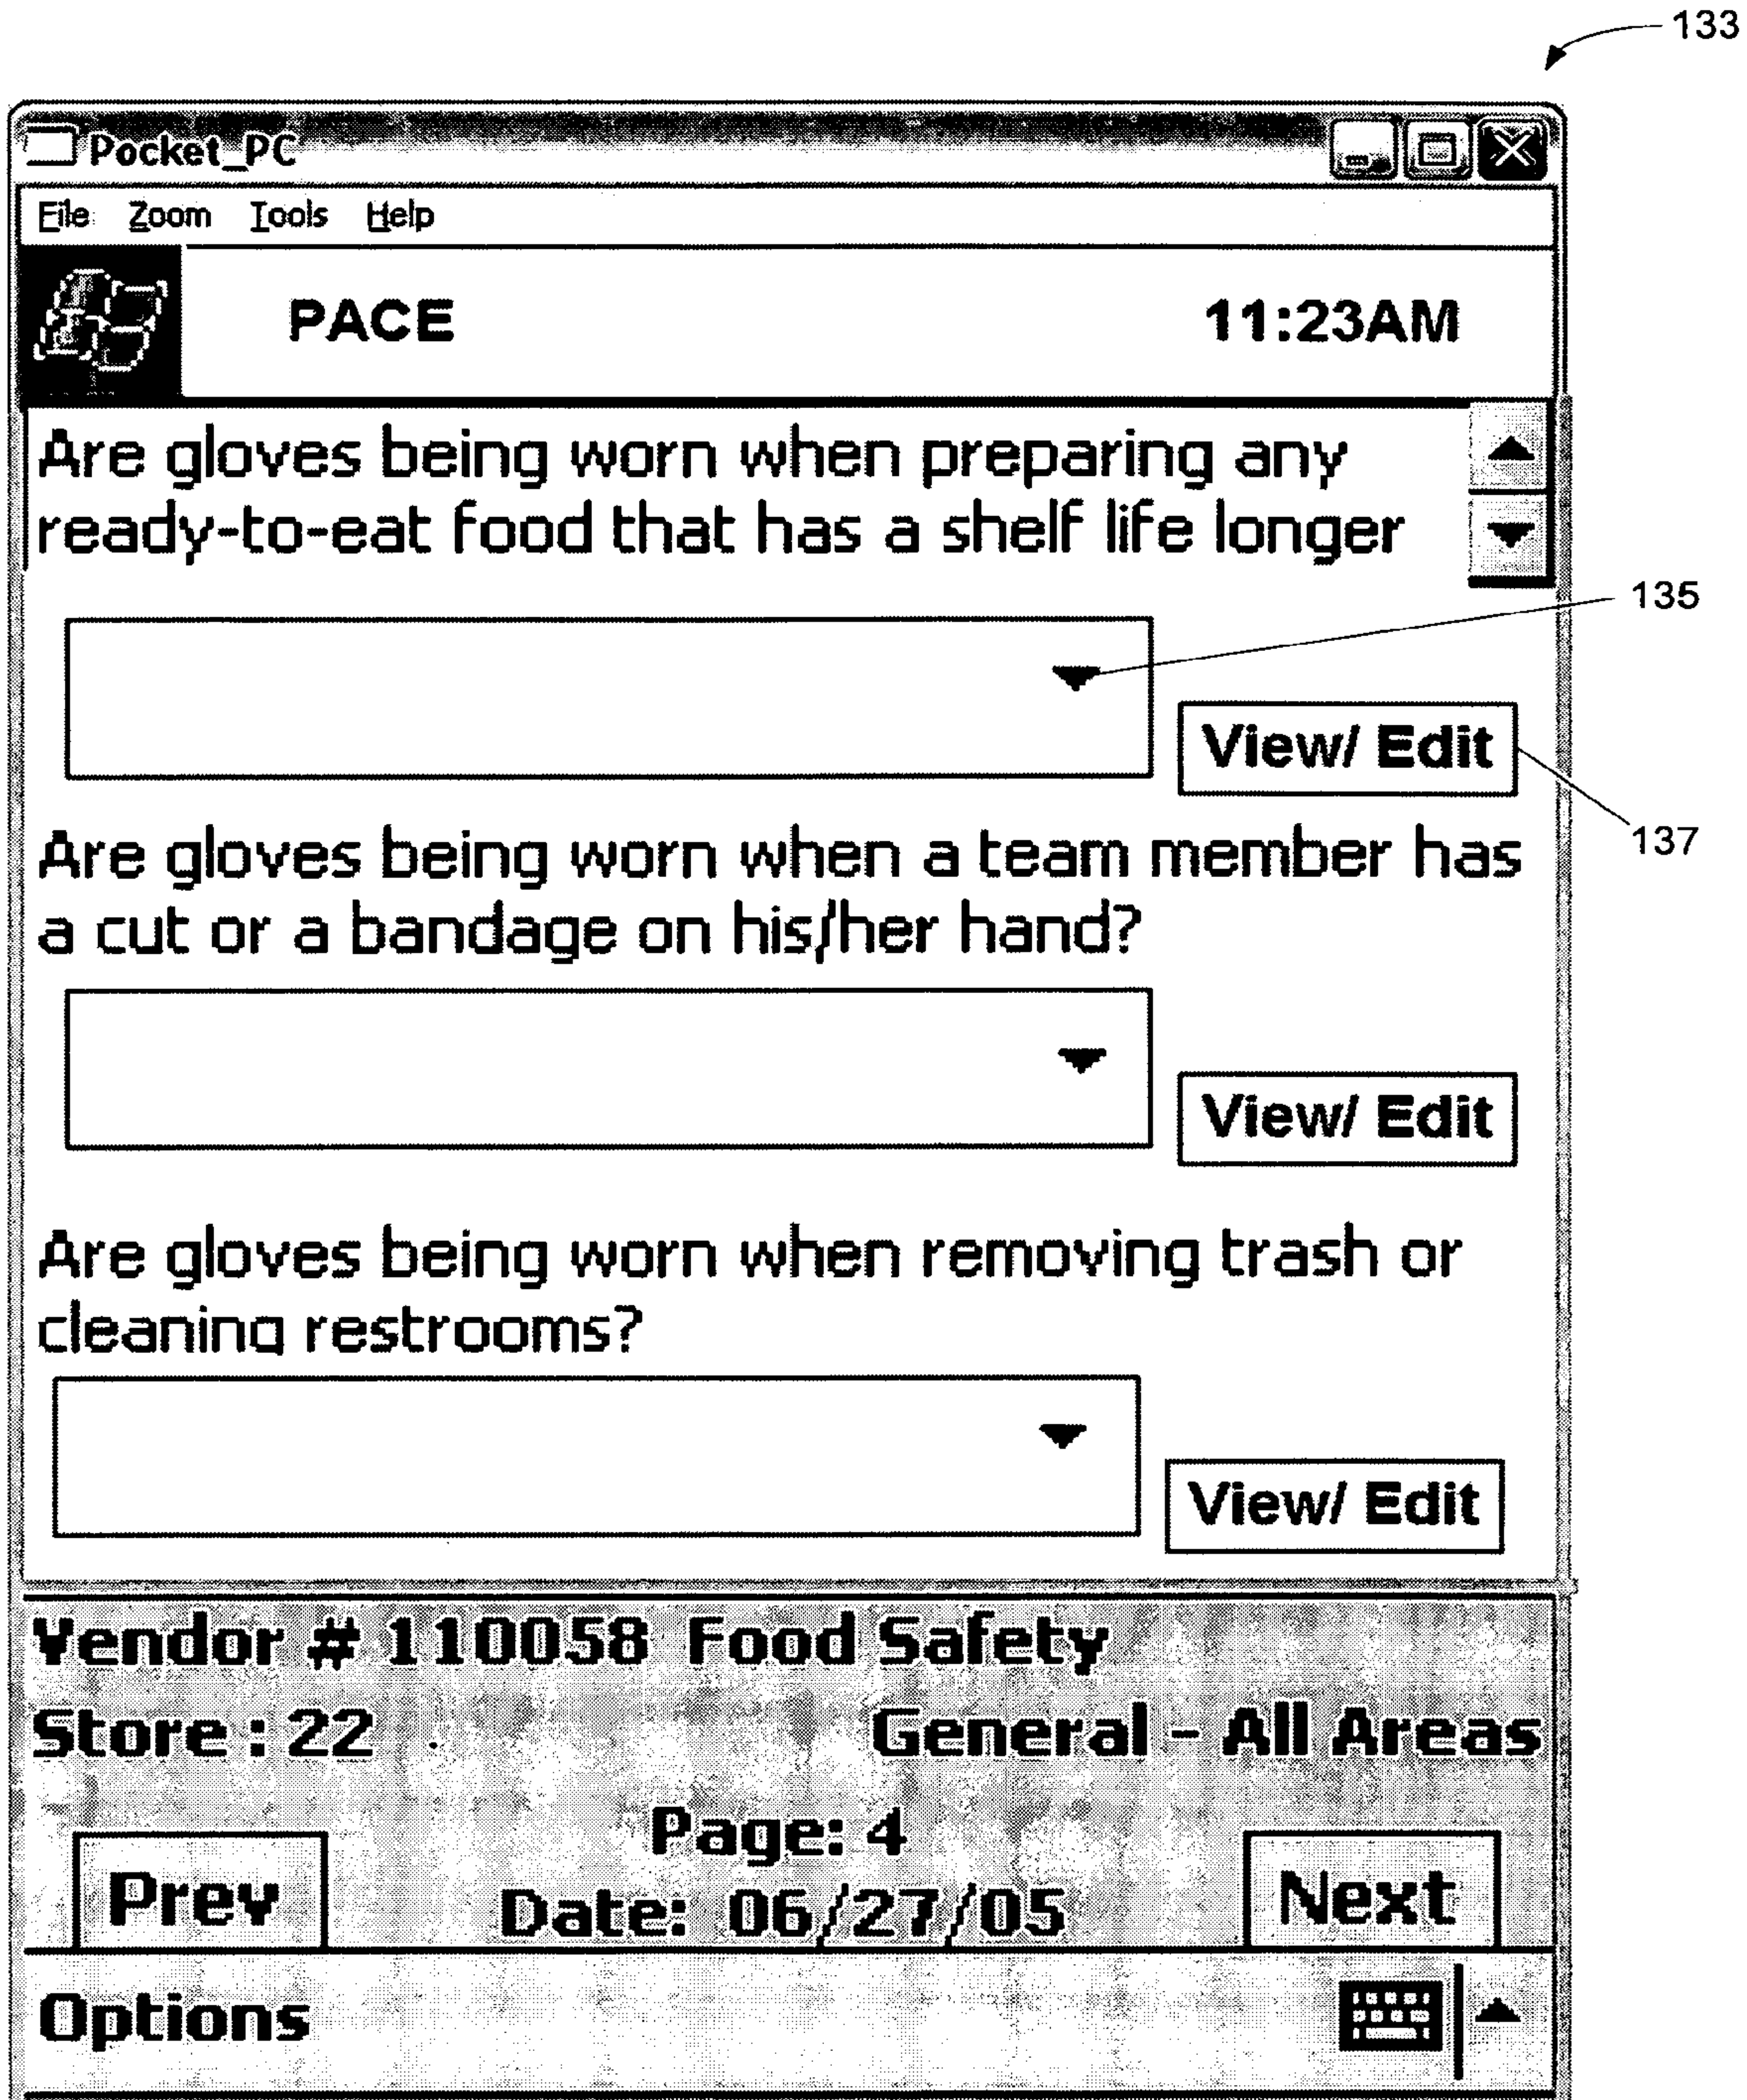 133
Pocket_PC
File Zoom Tools Help
PACE 11:23AM
Are gloves being worn when preparing any
ready-to-eat food that has a shelf life longer
135
View/ Edit
137
Are gloves being worn when a team member has
a cut or a bandage on his/her hand?
View/ Edit
Are gloves being worn when removing trash or
cleaning restrooms?
View/ Edit
Vendor # 110058 Food Safety
Store : 22 General - All Areas
Page: 4
Prev Date: 06/27/05 Next
Options